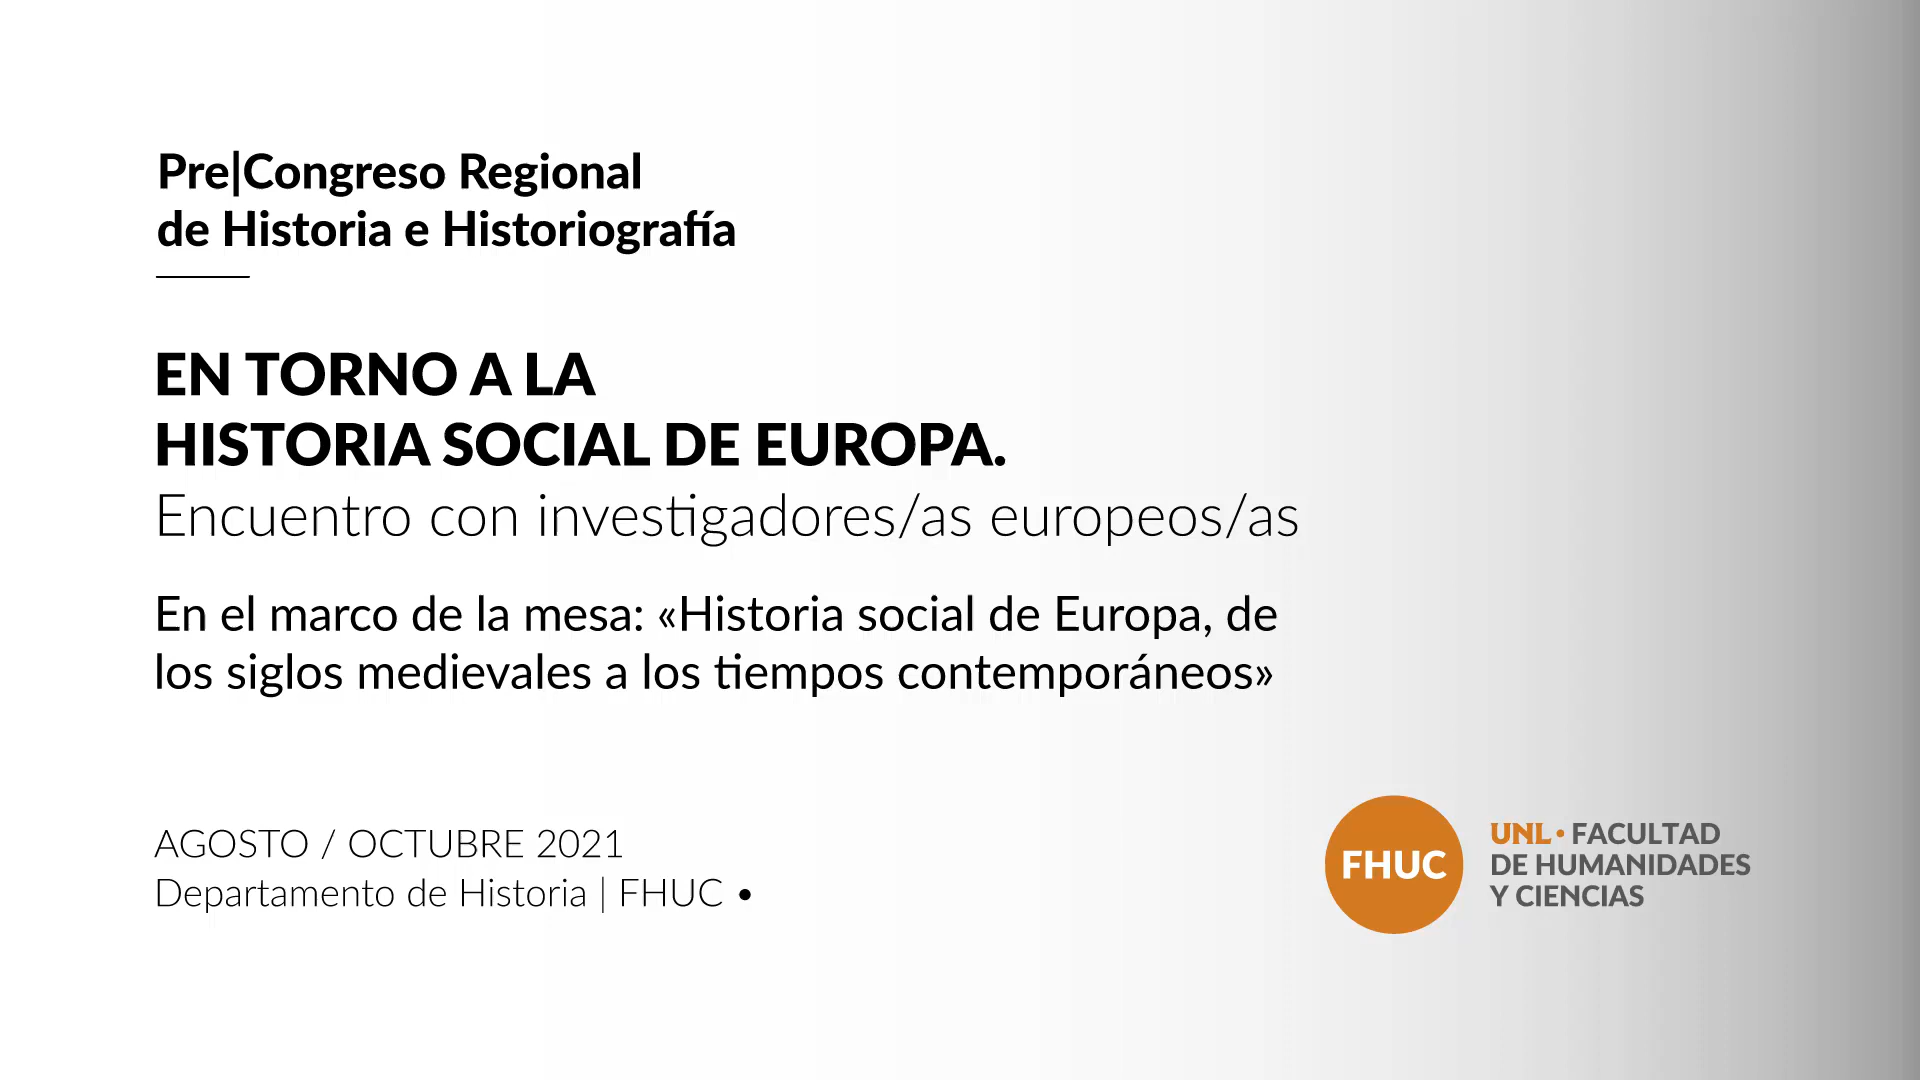 Pre|Congreso Regional
de Historia e Historiografía
EN TORNO A LA
HISTORIA SOCIAL DE EUROPA.
Encuentro con investigadores/as europeos/as
En el marco de la mesa: «Historia social de Europa, de
los siglos medievales a los tiempos contemporáneos»
AGOSTO / OCTUBRE 2021
Departamento de Historia | FHUC •
FHUC
UNL • FACULTAD
DE HUMANIDADES
Y CIENCIAS